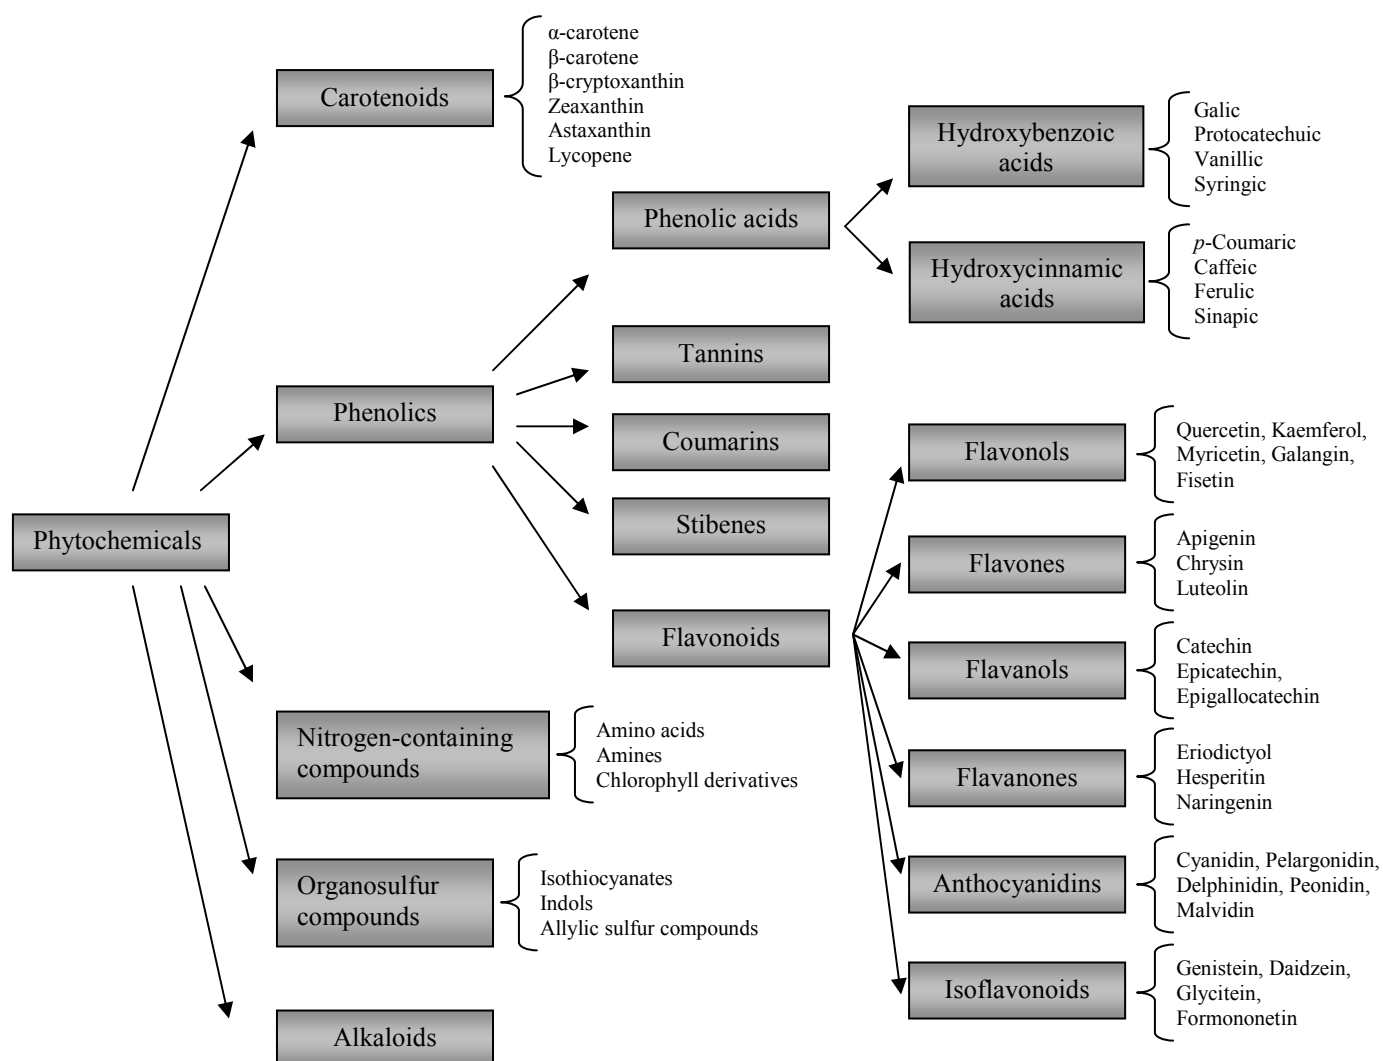 α-carotene
β-carotene
β-cryptoxanthin
Zeaxanthin
Astaxanthin
Lycopene
Carotenoids
Hydroxybenzoic
acids
Galic
Protocatechuic
Vanillic
Syringic
Phenolic acids
Hydroxycinnamic
acids
p-Coumaric
Caffeic
Ferulic
Sinapic
Tannins
Phenolics
Coumarins
Flavonols
Quercetin, Kaemferol,
Myricetin, Galangin,
Fisetin
Stibenes
Phytochemicals
Flavones
Apigenin
Chrysin
Luteolin
Flavonoids
Flavanols
Catechin
Epicatechin,
Epigallocatechin
Nitrogen-containing
compounds
Amino acids
Amines
Chlorophyll derivatives
Flavanones
Eriodictyol
Hesperitin
Naringenin
Organosulfur
compounds
Isothiocyanates
Indols
Allylic sulfur compounds
Anthocyanidins
Cyanidin, Pelargonidin,
Delphinidin, Peonidin,
Malvidin
Isoflavonoids
Genistein, Daidzein,
Glycitein,
Formononetin
Alkaloids